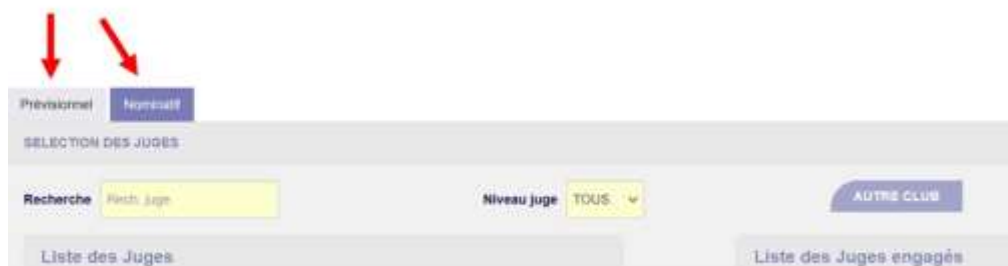 Prévisionnel Nominatif
SELECTION DES JUGES
Recherche Rech. juge Niveau juge TOUS AUTRE CLUB
Liste des Juges Liste des Juges engagés